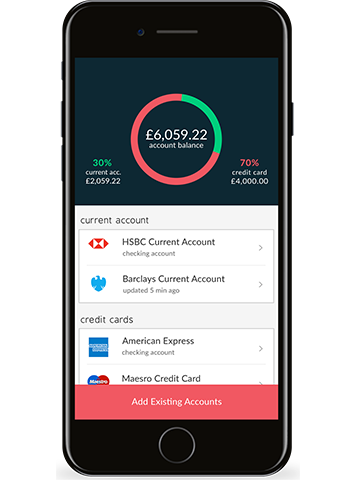 £6,059.22
account balance
30%
current acc.
£2,059.22
70%
credit card
£4,000.00
current account
HSBC Current Account
checking account
Barclays Current Account
updated 5 min ago
credit cards
American Express
checking account
Maesro Credit Card
Maestro
Add Existing Accounts